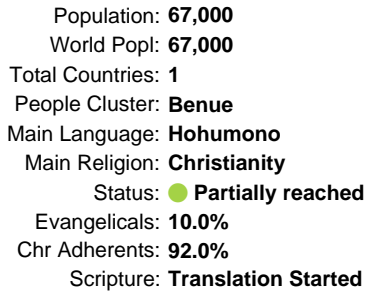 Population: 67,000
World Popl: 67,000
Total Countries: 1
People Cluster: Benue
Main Language: Hohumono
Main Religion: Christianity
Status: Partially reached
Evangelicals: 10.0%
Chr Adherents: 92.0%
Scripture: Translation Started